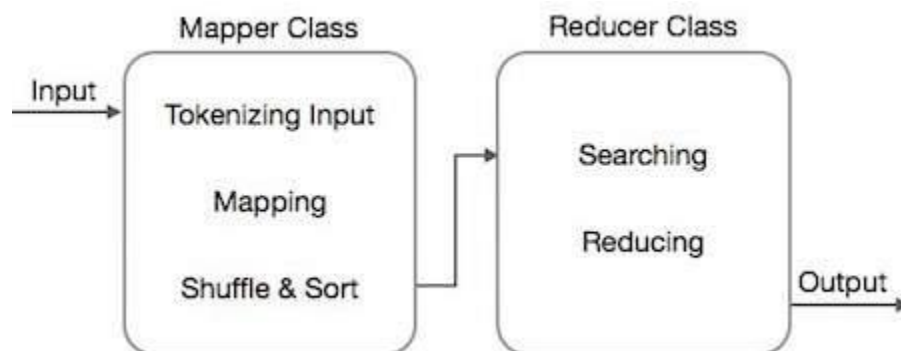 Mapper Class
Reducer Class
Input
Tokenizing Input
Mapping
Shuffle & Sort
Searching
Reducing
Output